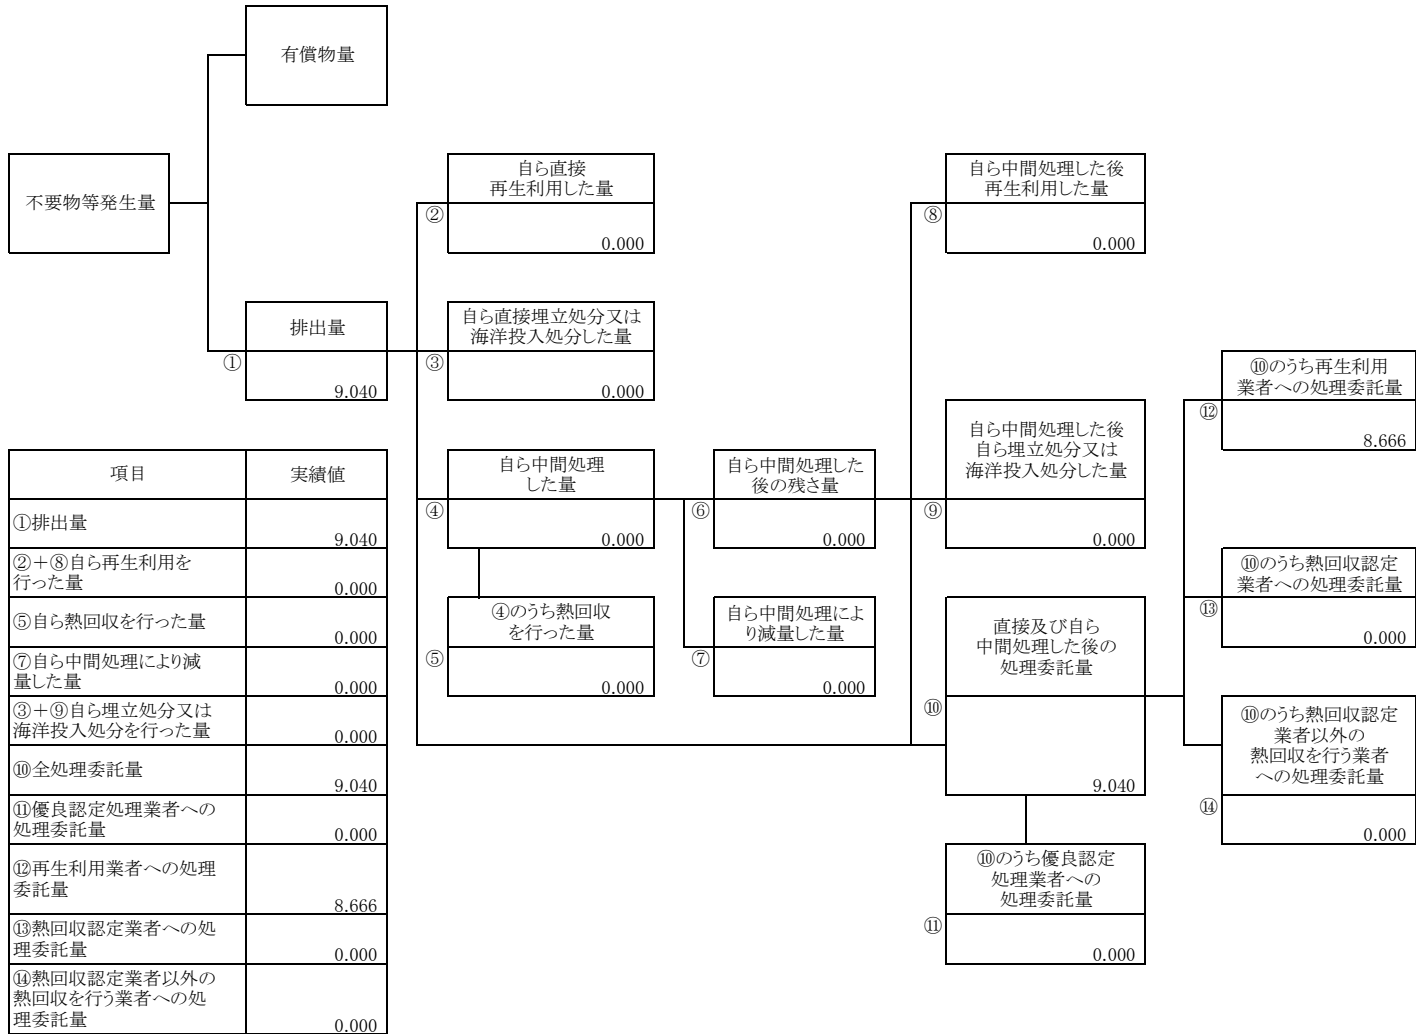 有償物量
不要物等発生量
自ら直接
再生利用した量
②
0.000
自ら中間処理した後
再生利用した量
⑧
0.000
排出量
①
9.040
自ら直接埋立処分又は
海洋投入処分した量
③
0.000
⑩のうち再生利用
業者への処理委託量
⑫
8.666
自ら中間処理
した量
④
0.000
自ら中間処理した
後の残さ量
⑥
0.000
自ら中間処理した後
自ら埋立処分又は
海洋投入処分した量
⑨
0.000
⑩のうち熱回収認定
業者への処理委託量
⑬
0.000
④のうち熱回収
を行った量
⑤
0.000
自ら中間処理によ
り減量した量
⑦
0.000
直接及び自ら
中間処理した後の
処理委託量
⑩
9.040
⑩のうち熱回収認定
業者以外の
熱回収を行う業者
への処理委託量
⑭
0.000
⑩のうち優良認定
処理業者への
処理委託量
⑪
0.000
項目 実績値
①排出量
9.040
②+⑧自ら再生利用を
行った量
0.000
⑤自ら熱回収を行った量
0.000
⑦自ら中間処理により減
量した量
0.000
③+⑨自ら埋立処分又は
海洋投入処分を行った量
0.000
⑩全処理委託量
9.040
⑪優良認定処理業者への
処理委託量
0.000
⑫再生利用業者への処理
委託量
8.666
⑬熱回収認定業者への処
理委託量
0.000
⑭熱回収認定業者以外の
熱回収を行う業者への処
理委託量
0.000